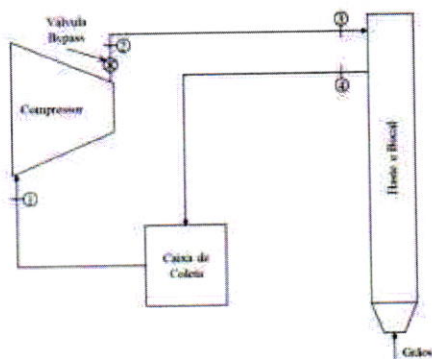 Válvula
Bypass
2
3
4
Compressor
Haste e Bocal
1
Caixa de
Coleta
Grãos